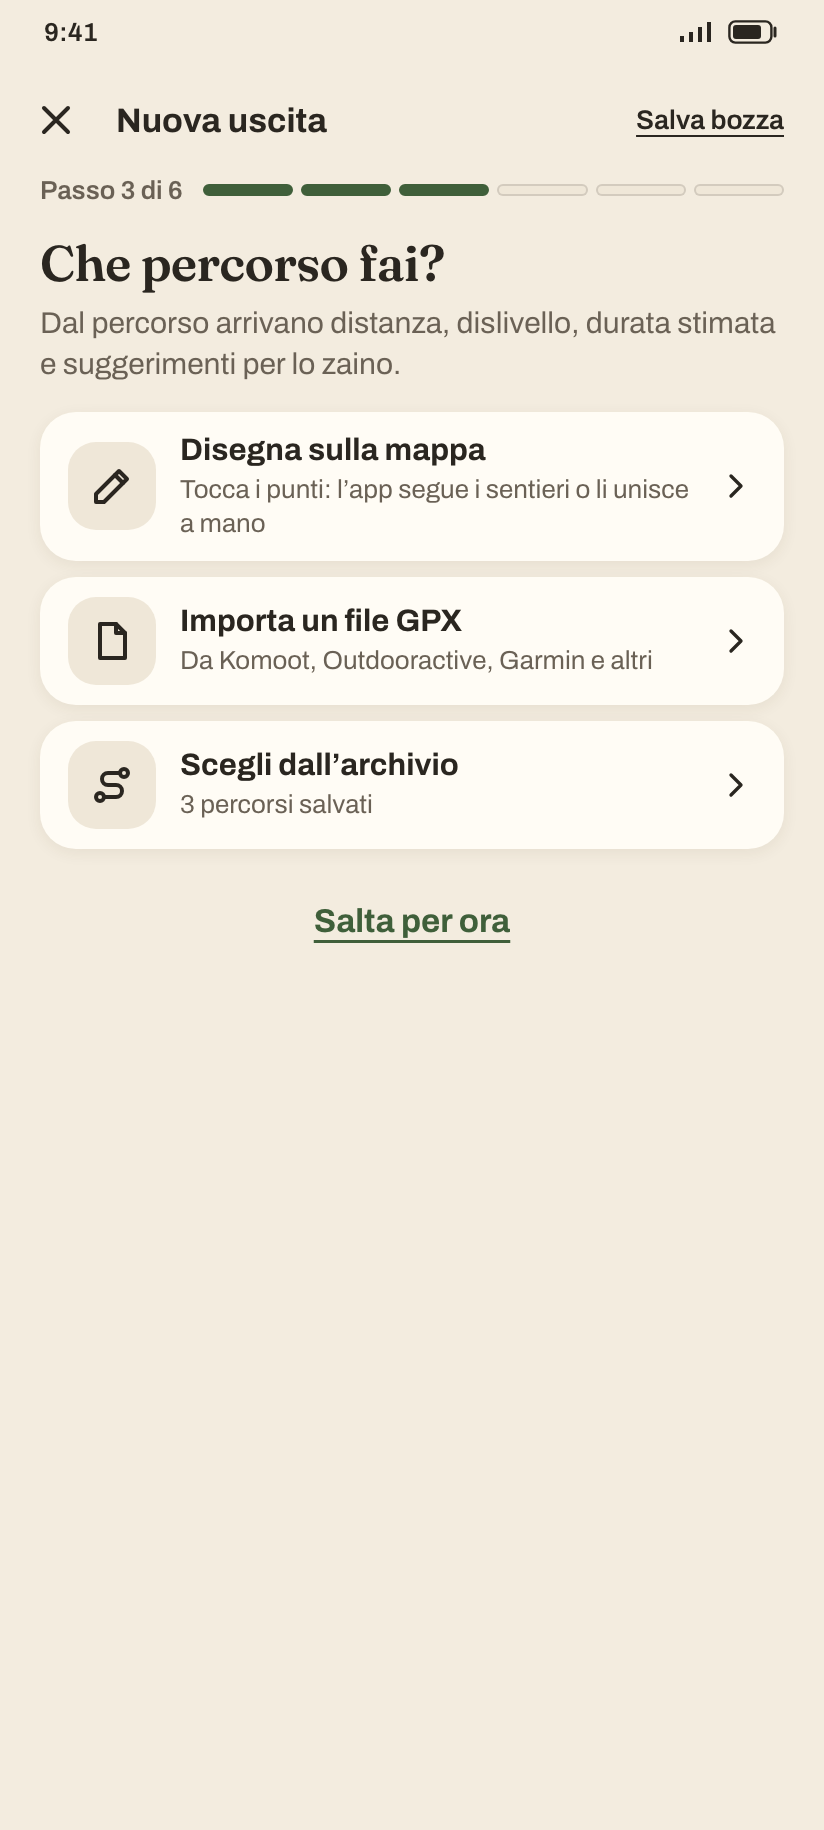 9:41
Nuova uscita
Salva bozza
Passo 3 di 6
Che percorso fai?
Dal percorso arrivano distanza, dislivello, durata stimata
e suggerimenti per lo zaino.
Disegna sulla mappa
Tocca i punti: l’app segue i sentieri o li unisce
a mano
Importa un file GPX
Da Komoot, Outdooractive, Garmin e altri
Scegli dall’archivio
3 percorsi salvati
Salta per ora